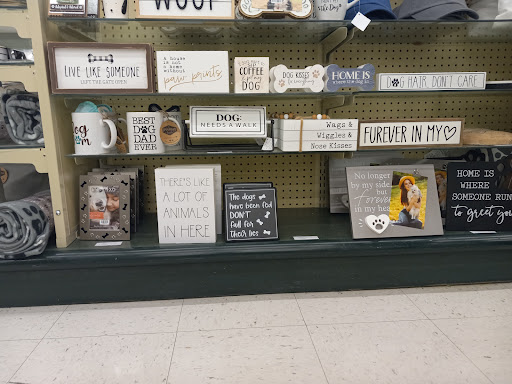 WOOF
LIVE LIKE SOMEONE
LEFT THE GATE OPEN
a house is
not a home
without
paw prints
COFFEE
DOG
DOG KISSES
HOME IS
where the dog is
DOG HAIR DON'T CARE
dog
mom
BEST
DOG DAD
EVER
DOG:
NEEDS A WALK
Wags &
Wiggles &
Nose Kisses
FUREVER IN MY
THERE'S LIKE
A LOT OF
ANIMALS
IN HERE
The dogs
have been fed
DON'T
fall for
their lies
No longer
by my side,
but
Forever
in my hea
HOME IS
WHERE
SOMEONE RUN
to greet you